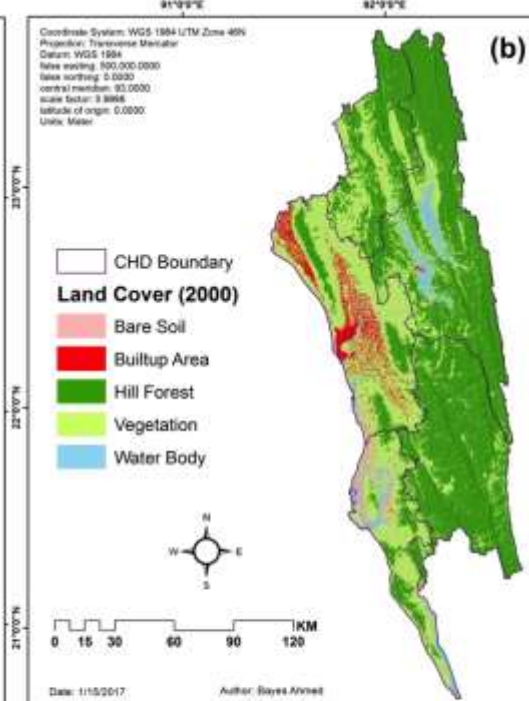 91°0'0"E 92°0'0"E
Coordinate System: WGS 1984 UTM Zone 46N
Projection: Transverse Mercator
Datum: WGS 1984
false easting: 500,000.0000
false northing: 0.0000
central meridian: 93.0000
scale factor: 0.9996
latitude of origin: 0.0000
Units: Meter
(b)
23°0'0"N
CHD Boundary
Land Cover (2000)
Bare Soil
Builtup Area
Hill Forest
Vegetation
Water Body
22°0'0"N
N
W E
S
21°0'0"N
KM
0 15 30 60 90 120
Date: 1/15/2017 Author: Bayes Ahmed